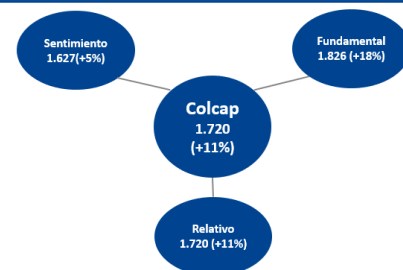 Sentimiento
1.627(+5%)
Fundamental
1.826 (+18%)
Colcap
1.720
(+11%)
Relativo
1.720 (+11%)